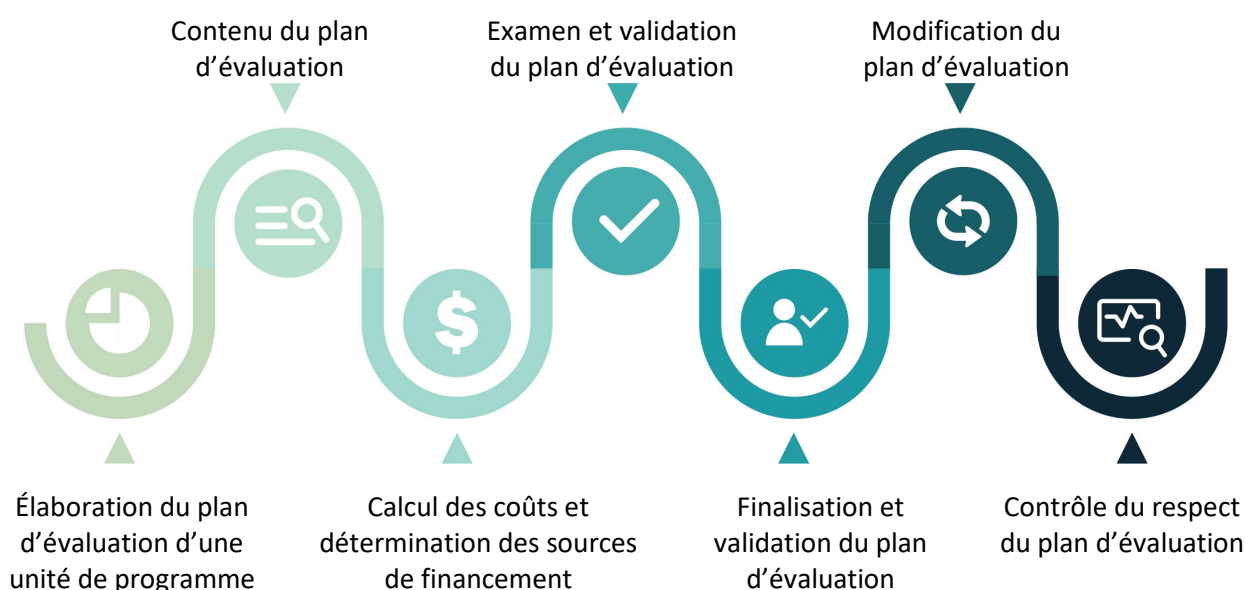 Contenu du plan
d’évaluation
Examen et validation
du plan d’évaluation
Modification du
plan d’évaluation
Élaboration du plan
d’évaluation d’une
unité de programme
Calcul des coûts et
détermination des sources
de financement
Finalisation et
validation du plan
d’évaluation
Contrôle du respect
du plan d’évaluation